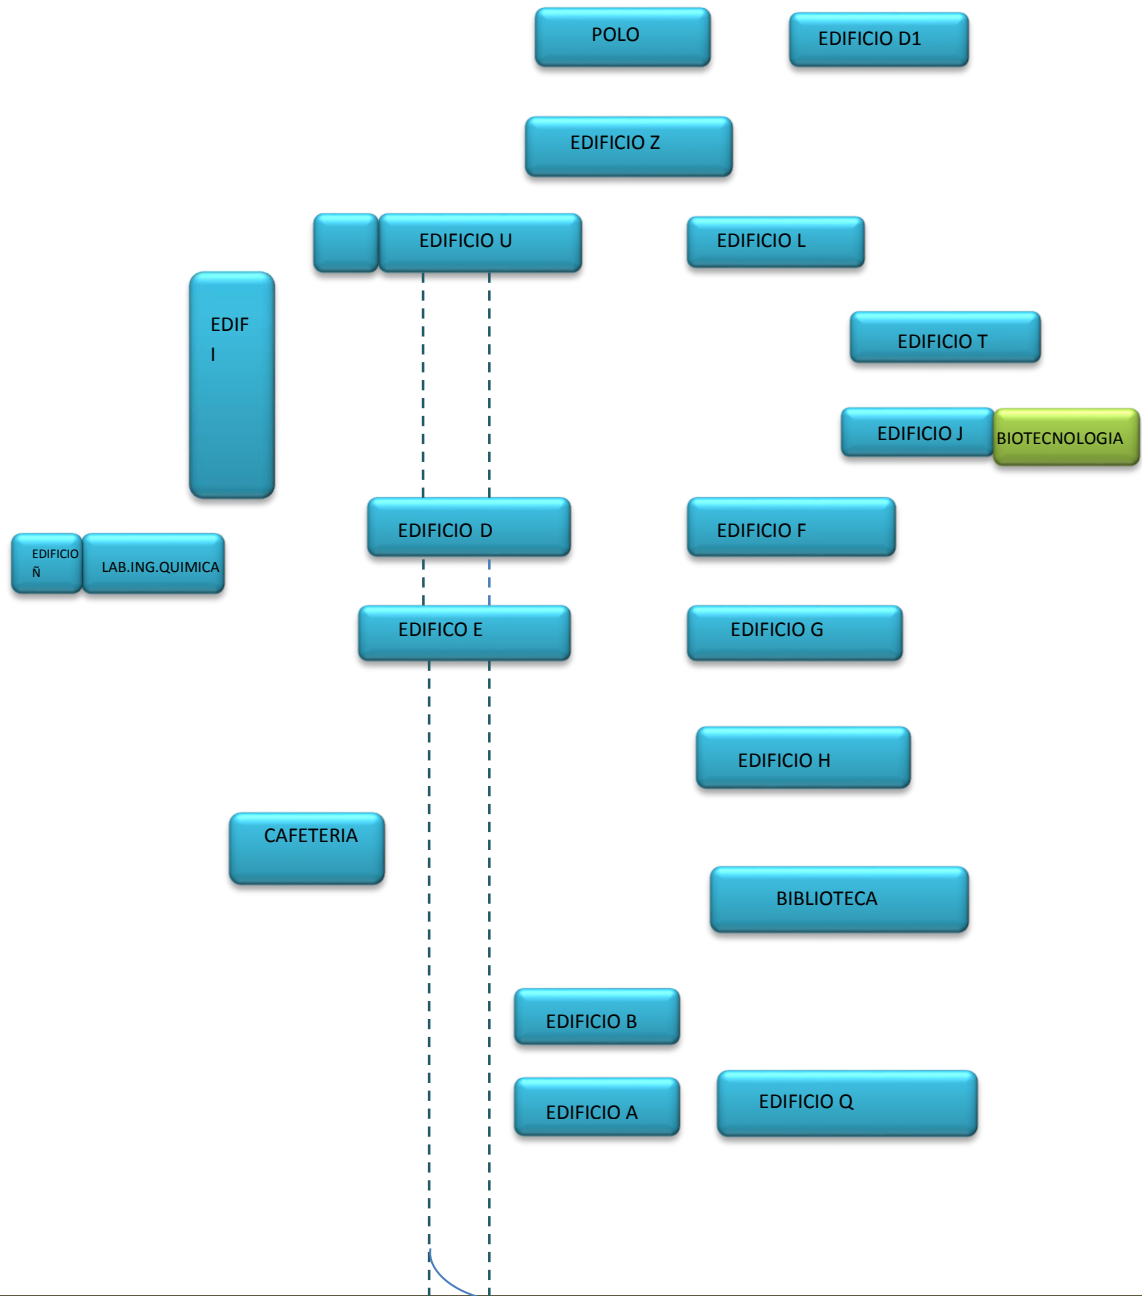 POLO
EDIFICIO D1
EDIFICIO Z
EDIFICIO U
EDIFICIO L
EDIF
I
EDIFICIO T
EDIFICIO J
BIOTECNOLOGIA
EDIFICIO D
EDIFICIO F
EDIFICIO
Ñ
LAB.ING.QUIMICA
EDIFICO E
EDIFICIO G
EDIFICIO H
CAFETERIA
BIBLIOTECA
EDIFICIO B
EDIFICIO A
EDIFICIO Q